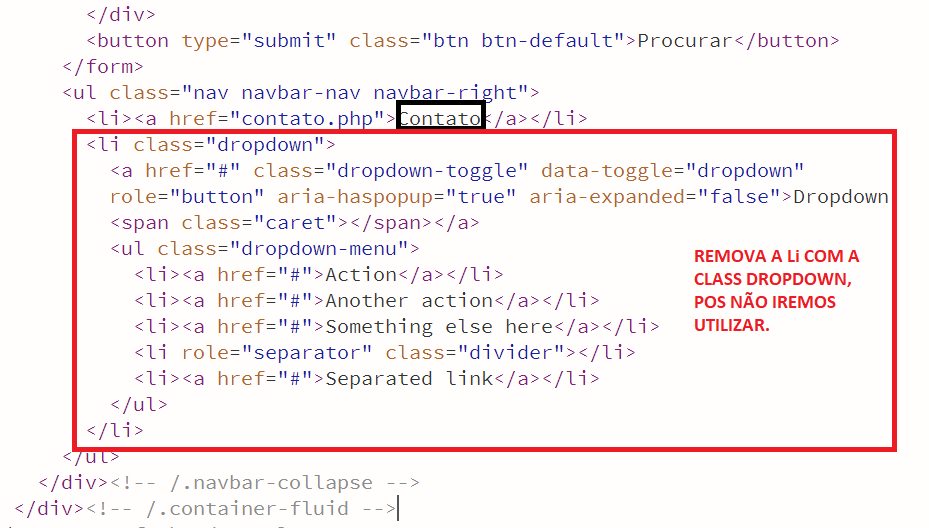 </div>
<button type="submit" class="btn btn-default">Procurar</button>
</form>
<ul class="nav navbar-nav navbar-right">
<li><a href="contato.php">Contato</a></li>
<li class="dropdown">
<a href="#" class="dropdown-toggle" data-toggle="dropdown"
role="button" aria-haspopup="true" aria-expanded="false">Dropdown
<span class="caret"></span></a>
<ul class="dropdown-menu">
<li><a href="#">Action</a></li>
<li><a href="#">Another action</a></li>
<li><a href="#">Something else here</a></li>
<li role="separator" class="divider"></li>
<li><a href="#">Separated link</a></li>
</ul>
</li>
</ul>
</div><!-- /.navbar-collapse -->
</div><!-- /.container-fluid -->
REMOVA A Li COM A
CLASS DROPDOWN,
POS NÃO IREMOS
UTILIZAR.